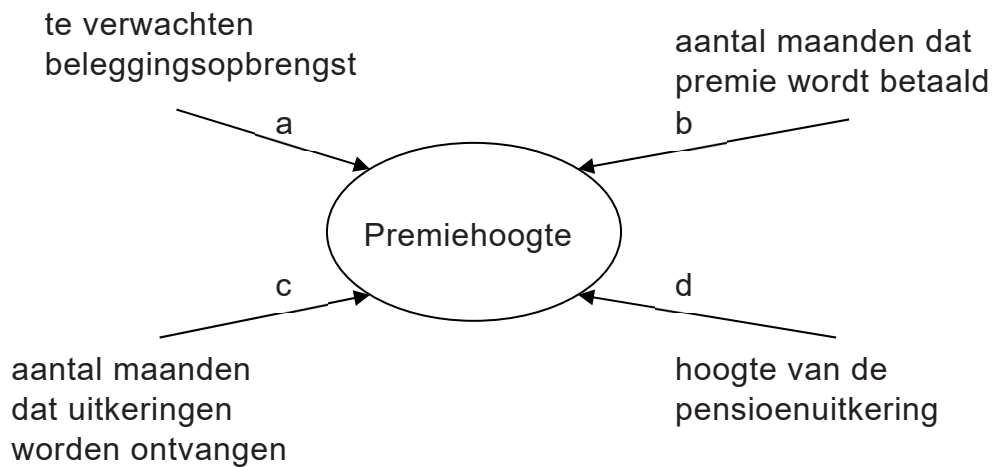 te verwachten
beleggingsopbrengst
aantal maanden dat
premie wordt betaald
a
b
Premiehoogte
c
d
aantal maanden
dat uitkeringen
worden ontvangen
hoogte van de
pensioenuitkering